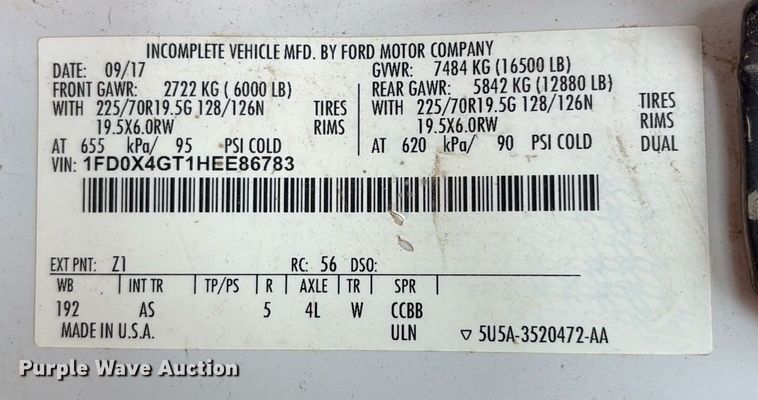 INCOMPLETE VEHICLE MFD. BY FORD MOTOR COMPANY
DATE: 09/17 GVWR: 7484 KG (16500 LB)
FRONT GAWR: 2722 KG ( 6000 LB) REAR GAWR: 5842 KG (12880 LB)
WITH 225/70R19.5G 128/126N TIRES WITH 225/70R19.5G 128/126N TIRES
19.5X6.0RW RIMS 19.5X6.0RW RIMS
AT 655 kPa/ 95 PSI COLD AT 620 kPa/ 90 PSI COLD DUAL
VIN: 1FD0X4GT1HEE86783
EXT PNT: Z1 RC: 56 DSO:
WB INT TR TP/PS R AXLE TR SPR
192 AS 5 4L W CCBB
MADE IN U.S.A. ULN ▽ 5U5A-3520472-AA
Purple Wave Auction